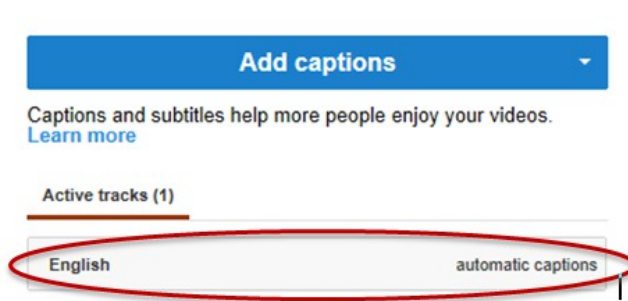 Add captions
Captions and subtitles help more people enjoy your videos.
Learn more
Active tracks (1)
English automatic captions